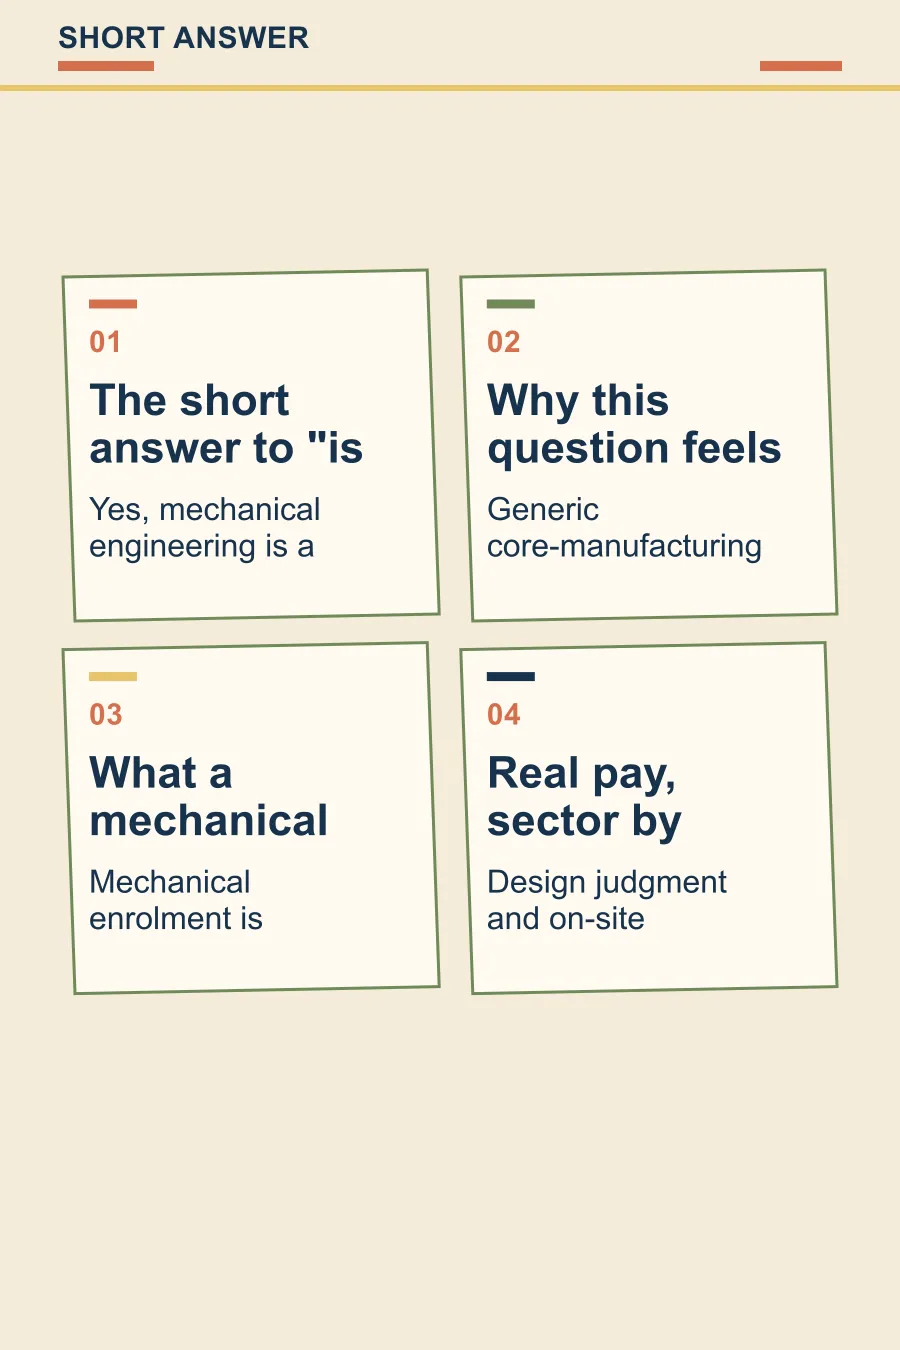 SHORT ANSWER
01
The short
answer to "is
Yes, mechanical
engineering is a
02
Why this
question feels
Generic
core-manufacturing
03
What a
mechanical
Mechanical
enrolment is
04
Real pay,
sector by
Design judgment
and on-site